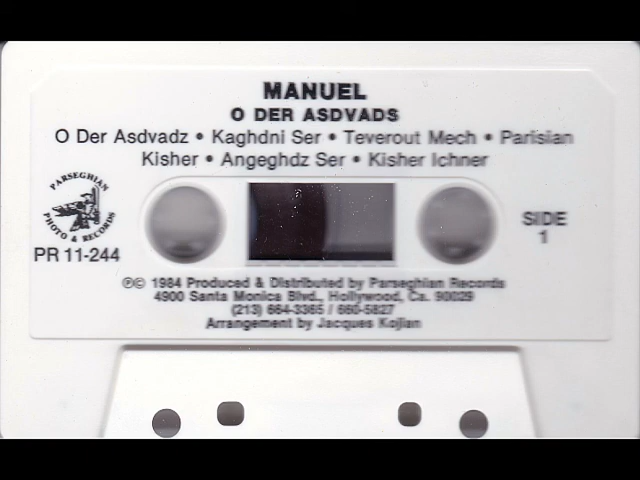 MANUEL
O DER ASDVADS
O Der Asdvadz • Kaghdni Ser • Teverout Mech • Parisian
Kisher • Angeghdz Ser • Kisher Ichner
PARSEGHIAN
PHOTO & RECORDS
PR 11-244
SIDE
1
℗© 1984 Produced & Distributed by Parseghian Records
4900 Santa Monica Blvd., Hollywood, Ca. 90029
(213) 664-3365 / 660-5827
Arrangement by Jacques Kojian